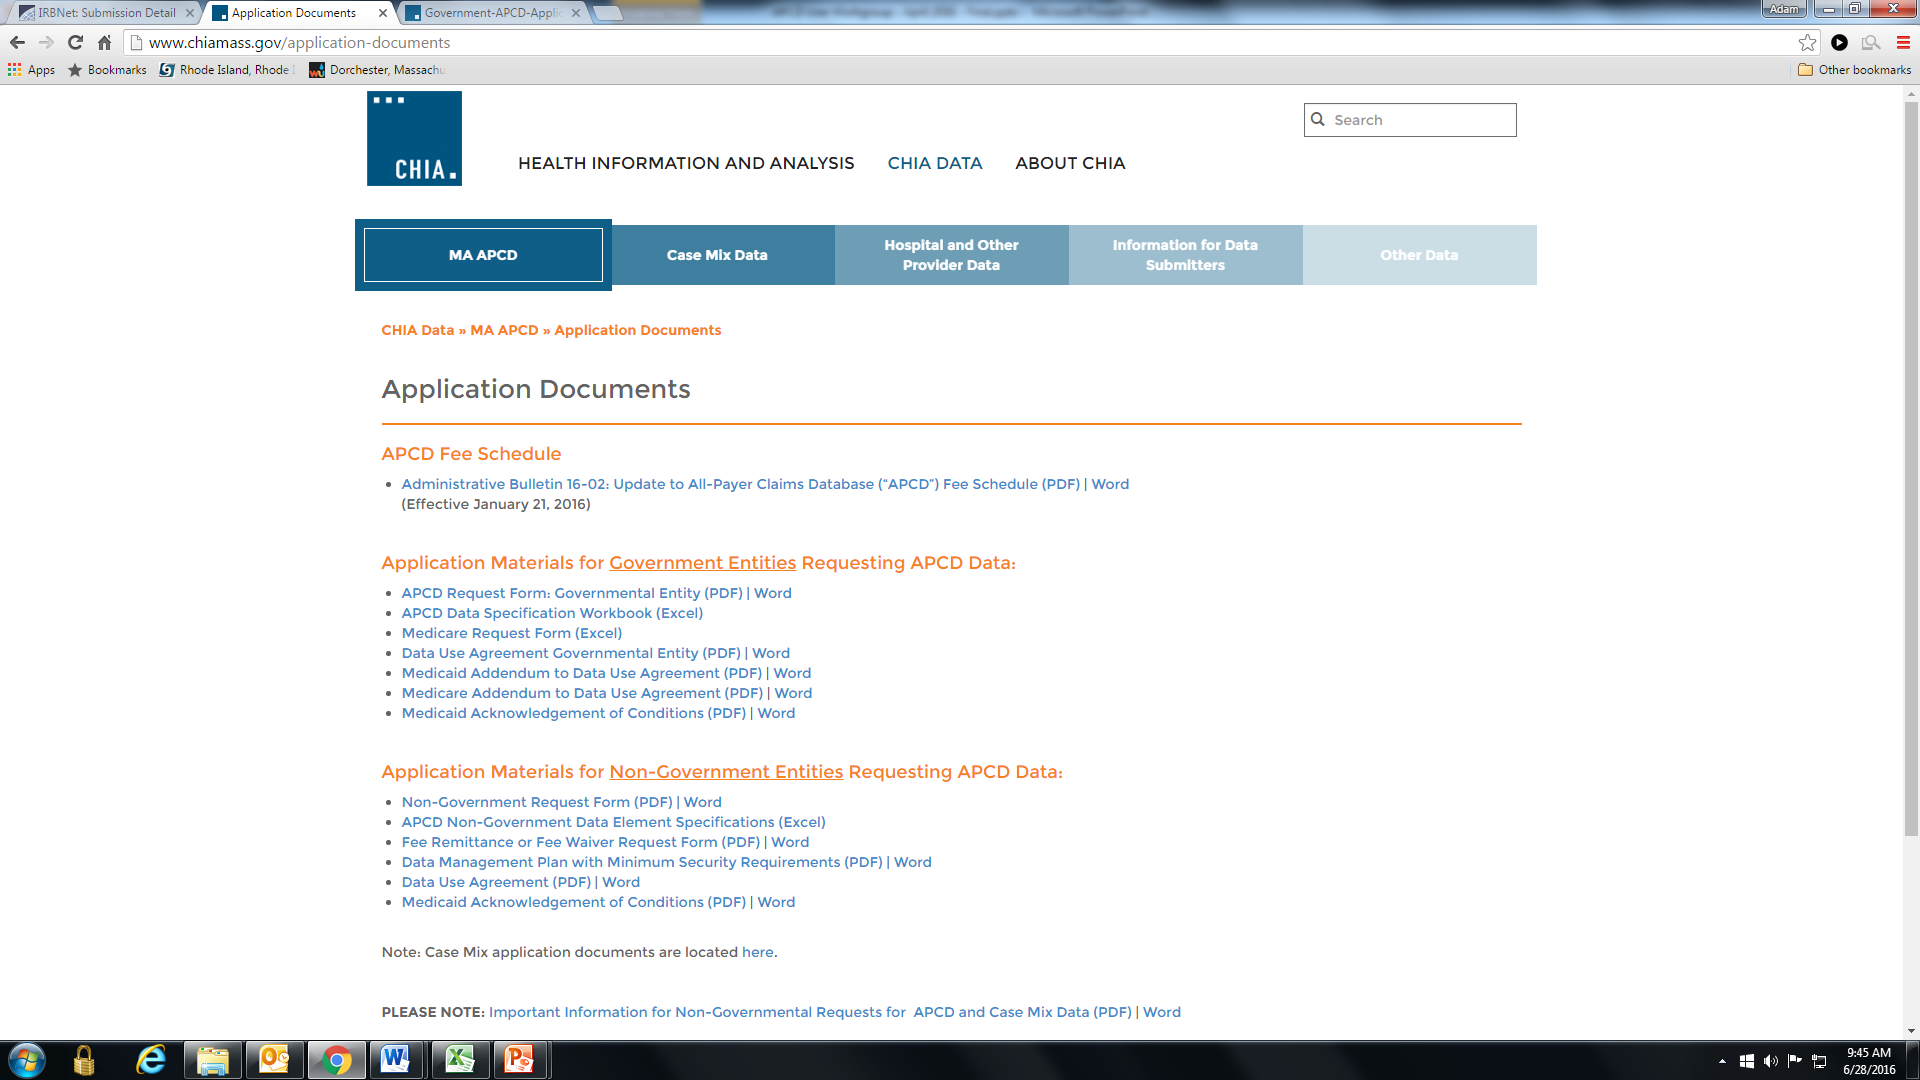 IRBNet: Submission Detail
Application Documents
Government-APCD-Applic
Adam
www.chiamass.gov/application-documents
Apps
Bookmarks
Rhode Island, Rhode I
Dorchester, Massachu
Other bookmarks
CHIA.
Search
HEALTH INFORMATION AND ANALYSIS CHIA DATA ABOUT CHIA
MA APCD
Case Mix Data
Hospital and Other
Provider Data
Information for Data
Submitters
Other Data
CHIA Data » MA APCD » Application Documents
Application Documents
APCD Fee Schedule
Administrative Bulletin 16-02: Update to All-Payer Claims Database (“APCD”) Fee Schedule (PDF) | Word
(Effective January 21, 2016)
Application Materials for Government Entities Requesting APCD Data:
APCD Request Form: Governmental Entity (PDF) | Word
APCD Data Specification Workbook (Excel)
Medicare Request Form (Excel)
Data Use Agreement Governmental Entity (PDF) | Word
Medicaid Addendum to Data Use Agreement (PDF) | Word
Medicare Addendum to Data Use Agreement (PDF) | Word
Medicaid Acknowledgement of Conditions (PDF) | Word
Application Materials for Non-Government Entities Requesting APCD Data:
Non-Government Request Form (PDF) | Word
APCD Non-Government Data Element Specifications (Excel)
Fee Remittance or Fee Waiver Request Form (PDF) | Word
Data Management Plan with Minimum Security Requirements (PDF) | Word
Data Use Agreement (PDF) | Word
Medicaid Acknowledgement of Conditions (PDF) | Word
Note: Case Mix application documents are located here.
PLEASE NOTE: Important Information for Non-Governmental Requests for APCD and Case Mix Data (PDF) | Word
9:45 AM
6/28/2016